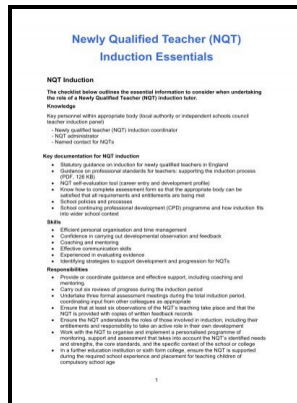 Newly Qualified Teacher (NQT)
Induction Essentials
NQT Induction
The checklist below outlines the essential information to consider when undertaking
the role of a Newly Qualified Teacher (NQT) induction tutor.
Knowledge
Key personnel within appropriate body (local authority or independent schools council
teacher induction panel)
- Newly qualified teacher (NQT) induction coordinator
- NQT administrator
- Named contact for NQTs
Key documentation for NQT induction
• Statutory guidance on induction for newly qualified teachers in England
• Guidance on professional standards for teachers: supporting the induction process
(PDF, 126 KB)
• NQT self-evaluation tool (career entry and development profile)
• Know how to complete assessment form so that the appropriate body can be
satisfied that all requirements and entitlements are being met
• School policies and processes
• School continuing professional development (CPD) programme and how induction fits
into wider school context
Skills
• Efficient personal organisation and time management
• Confidence in carrying out developmental observation and feedback
• Coaching and mentoring
• Effective communication skills
• Experienced in evaluating evidence
• Identifying strategies to support development and progression for NQTs
Responsibilities
• Provide or coordinate guidance and effective support, including coaching and
mentoring.
• Carry out six reviews of progress during the induction period
• Undertake three formal assessment meetings during the total induction period,
coordinating input from other colleagues as appropriate
• Ensure that at least six observations of the NQT's teaching take place and that the
NQT is provided with copies of written feedback records
• Ensure the NQT understands the roles of those involved in induction, including their
entitlements and responsibility to take an active role in their own development
• Work with the NQT to organise and implement a personalised programme of
monitoring, support and assessment that takes into account the NQT's identified needs
and strengths, the core standards, and the specific context of the school or college
• In a further education institution or sixth form college, ensure the NQT is supported
during the required school experience and placement for teaching children of
compulsory school age
1